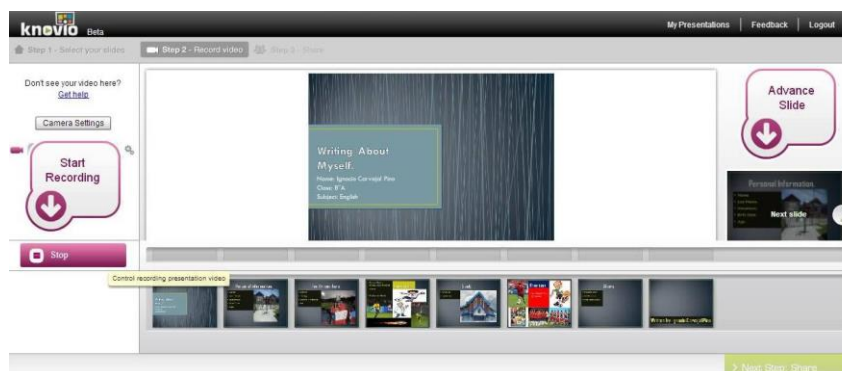 knovio Beta
My Presentations | Feedback | Logout
Step 1 - Select your slides
Step 2 - Record video
Step 3 - Share
Don't see your video here?
Get help
Camera Settings
Start
Recording
Stop
Control recording presentation video
Writing About
Myself.
Name: Ignacio Carvajal Pino
Class: 8°A
Subject: English
Advance
Slide
Personal Information
Next slide
Personal Information
> Next Step: Share